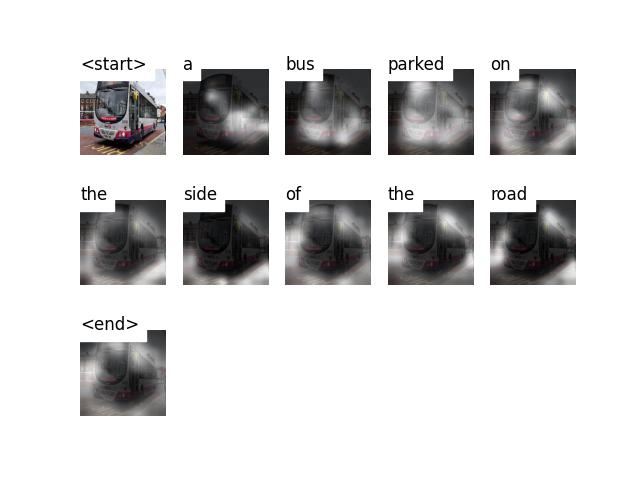 <start> a bus parked on
the side of the road
<end>